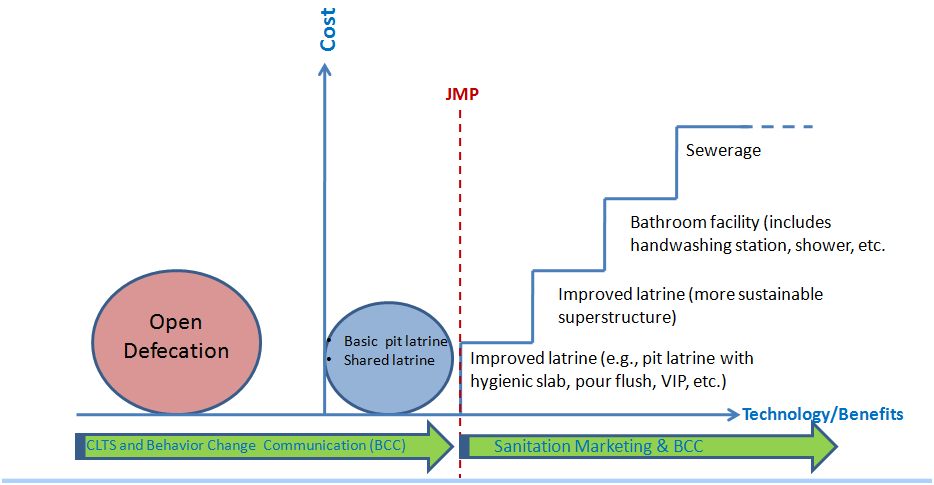 Cost
JMP
Sewerage
Bathroom facility (includes
handwashing station, shower, etc.
Improved latrine (more sustainable
superstructure)
Open
Defecation
• Basic pit latrine
• Shared latrine
Improved latrine (e.g., pit latrine with
hygienic slab, pour flush, VIP, etc.)
Technology/Benefits
CLTS and Behavior Change Communication (BCC)
Sanitation Marketing & BCC